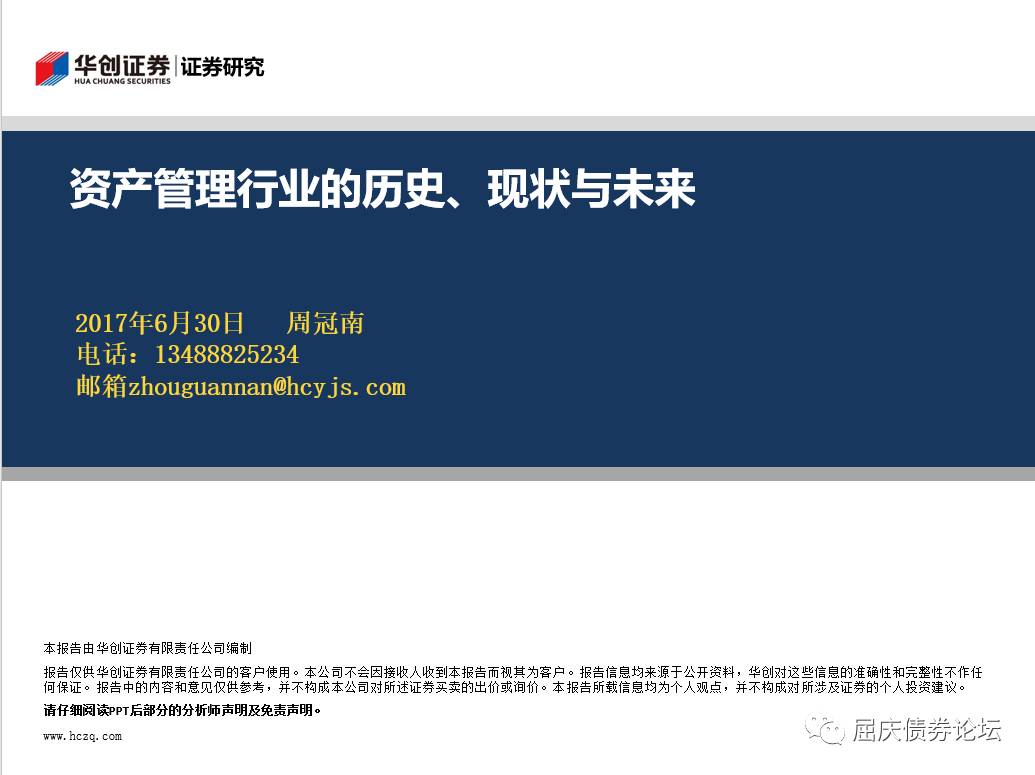 华创证券 证券研究
HUA CHUANG SECURITIES
资产管理行业的历史、现状与未来
2017年6月30日 周冠南
电话：13488825234
邮箱zhouguannan@hcyjs.com
本报告由华创证券有限责任公司编制
报告仅供华创证券有限责任公司的客户使用。本公司不会因接收人收到本报告而视其为客户。报告信息均来源于公开资料，华创对这些信息的准确性和完整性不作任
何保证。报告中的内容和意见仅供参考，并不构成本公司对所述证券买卖的出价或询价。本报告所载信息均为个人观点，并不构成对所涉及证券的个人投资建议。
请仔细阅读PPT后部分的分析师声明及免责声明。
www.hczq.com
屈庆债券论坛